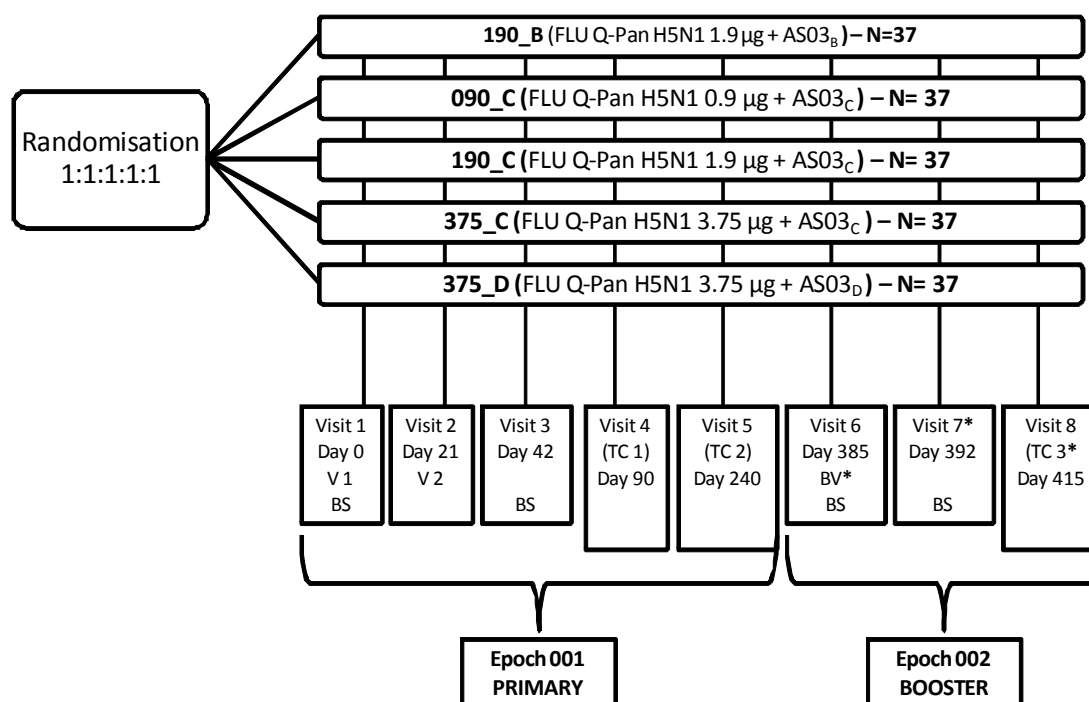 190_B (FLU Q-Pan H5N1 1.9 µg + AS03B) – N=37
090_C (FLU Q-Pan H5N1 0.9 µg + AS03C) – N= 37
Randomisation
1:1:1:1:1
190_C (FLU Q-Pan H5N1 1.9 µg + AS03C) – N= 37
375_C (FLU Q-Pan H5N1 3.75 µg + AS03C) – N= 37
375_D (FLU Q-Pan H5N1 3.75 µg + AS03D) – N= 37
Visit 1
Day 0
V 1
BS
Visit 2
Day 21
V 2
Visit 3
Day 42
BS
Visit 4
(TC 1)
Day 90
Visit 5
(TC 2)
Day 240
Visit 6
Day 385
BV*
BS
Visit 7*
Day 392
BS
Visit 8
(TC 3*
Day 415
Epoch 001
PRIMARY
Epoch 002
BOOSTER